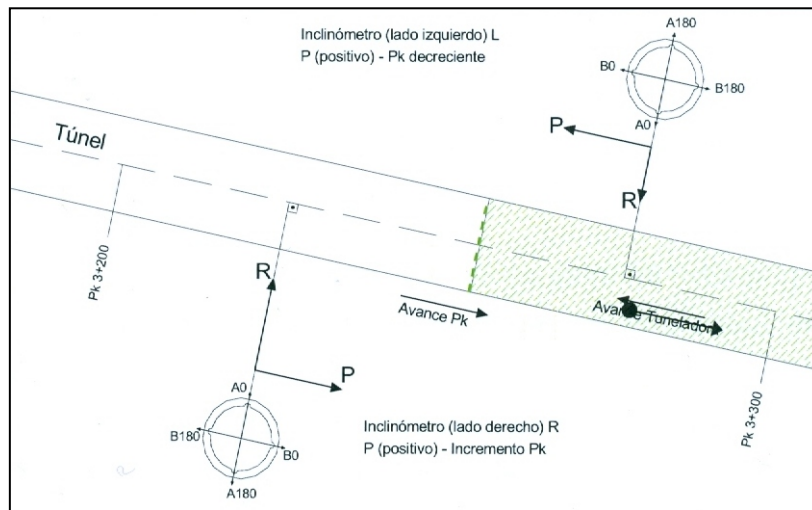 Inclinómetro (lado izquierdo) L
P (positivo) - Pk decreciente
A180
B0
B180
A0
P
R
Túnel
Pk 3+200
R
Avance Pk
Avance Tuneladora
P
Pk 3+300
A0
B180
B0
A180
Inclinómetro (lado derecho) R
P (positivo) - Incremento Pk